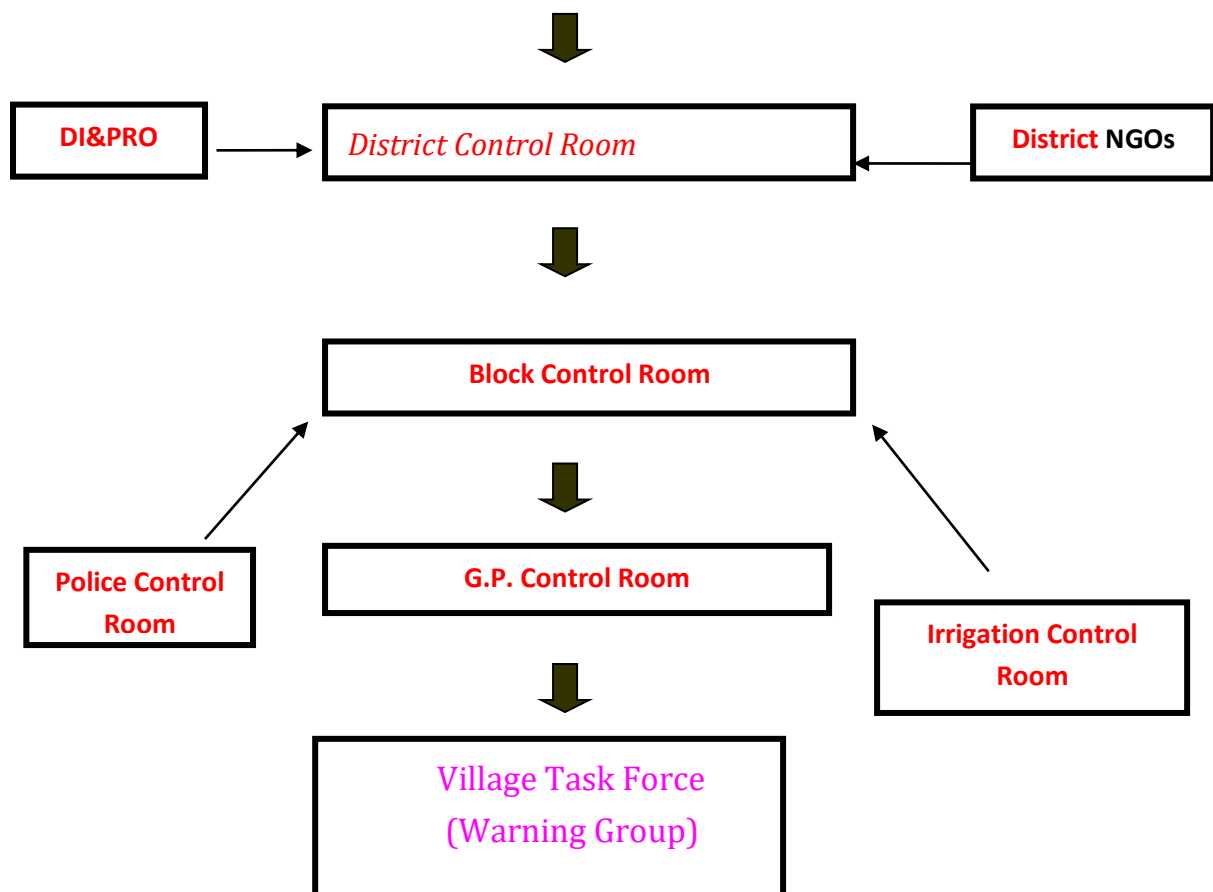 DI&PRO
District Control Room
District NGOs
Block Control Room
Police Control
Room
G.P. Control Room
Irrigation Control
Room
Village Task Force
(Warning Group)